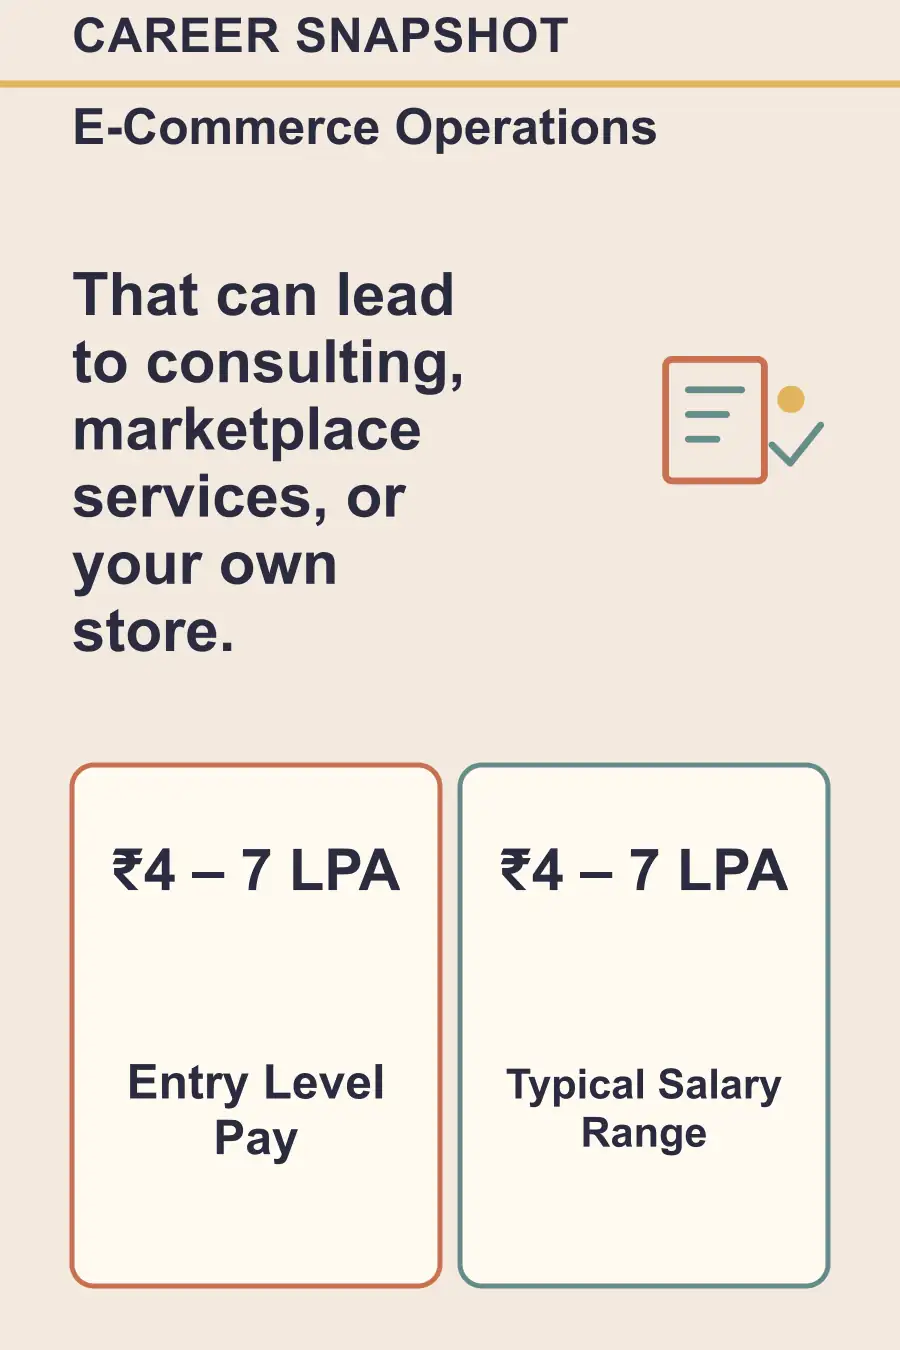 CAREER SNAPSHOT
E-Commerce Operations
That can lead
to consulting,
marketplace
services, or
your own
store.
₹4 – 7 LPA
Entry Level
Pay
₹4 – 7 LPA
Typical Salary
Range